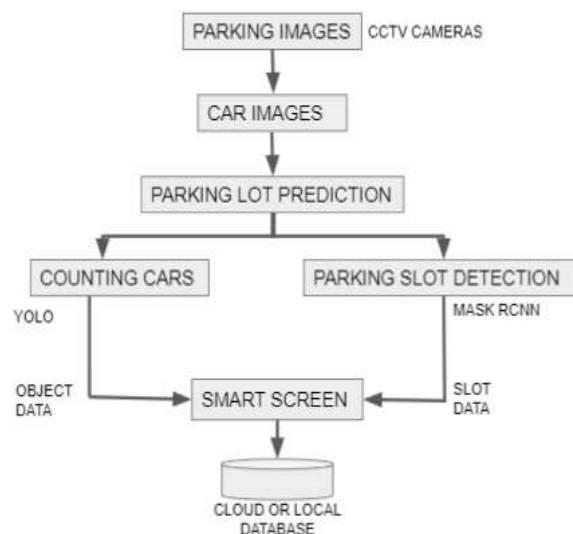 PARKING IMAGES
CCTV CAMERAS
CAR IMAGES
PARKING LOT PREDICTION
COUNTING CARS
PARKING SLOT DETECTION
YOLO
MASK RCNN
OBJECT
DATA
SMART SCREEN
SLOT
DATA
CLOUD OR LOCAL
DATABASE